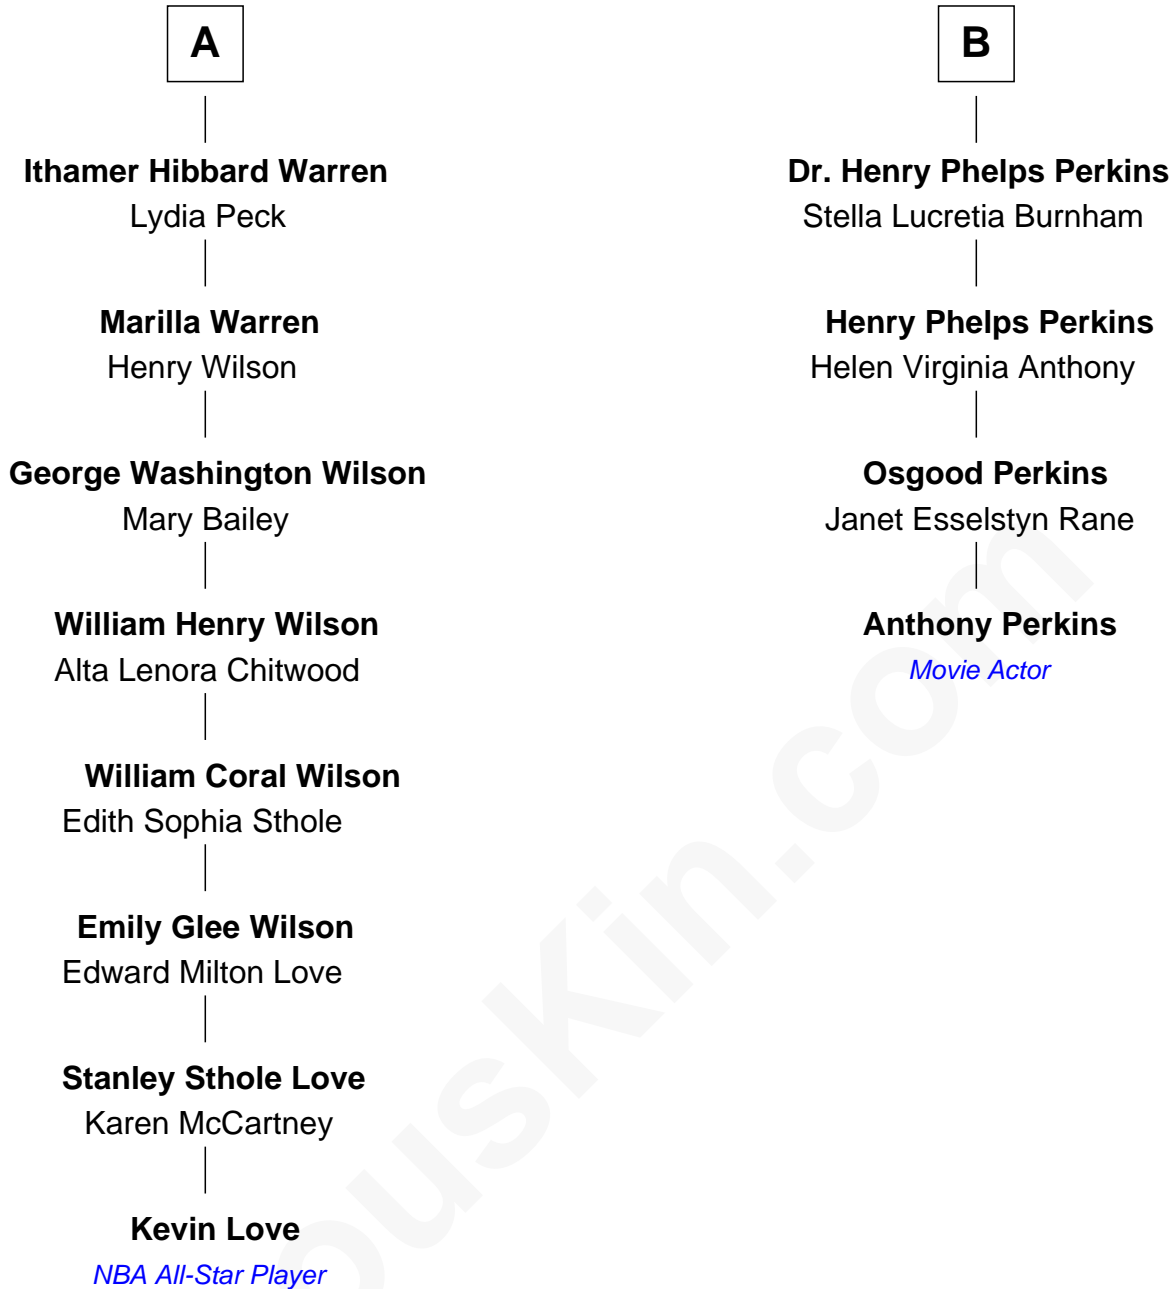 A
Ithamer Hibbard Warren
Lydia Peck
Marilla Warren
Henry Wilson
George Washington Wilson
Mary Bailey
William Henry Wilson
Alta Lenora Chitwood
William Coral Wilson
Edith Sophia Sthole
Emily Glee Wilson
Edward Milton Love
Stanley Sthole Love
Karen McCartney
Kevin Love
NBA All-Star Player
B
Dr. Henry Phelps Perkins
Stella Lucretia Burnham
Henry Phelps Perkins
Helen Virginia Anthony
Osgood Perkins
Janet Esselstyn Rane
Anthony Perkins
Movie Actor
ousKin.com